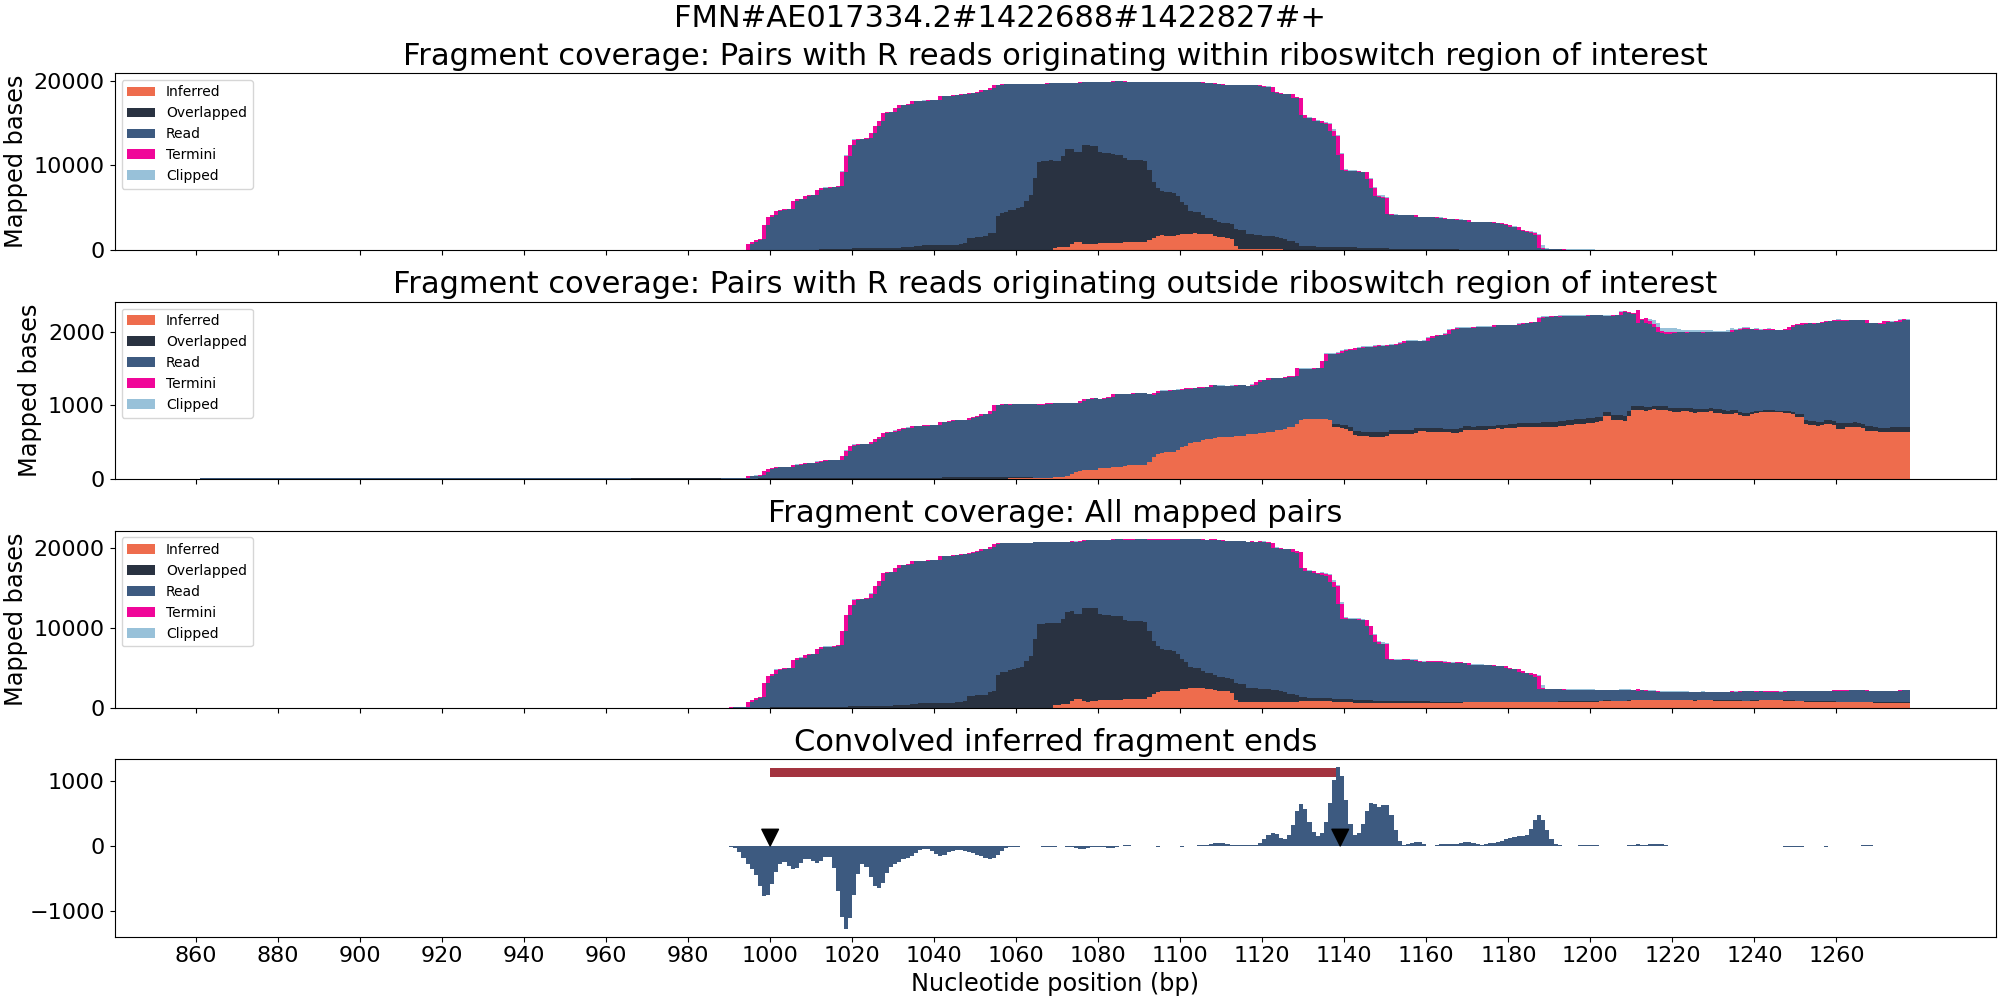 FMN#AE017334.2#1422688#1422827#+
Fragment coverage: Pairs with R reads originating within riboswitch region of interest
Mapped bases
20000
10000
0
Inferred
Overlapped
Read
Termini
Clipped
Fragment coverage: Pairs with R reads originating outside riboswitch region of interest
Mapped bases
2000
1000
0
Inferred
Overlapped
Read
Termini
Clipped
Fragment coverage: All mapped pairs
Mapped bases
20000
10000
0
Inferred
Overlapped
Read
Termini
Clipped
Convolved inferred fragment ends
1000
0
−1000
860 880 900 920 940 960 980 1000 1020 1040 1060 1080 1100 1120 1140 1160 1180 1200 1220 1240 1260
Nucleotide position (bp)